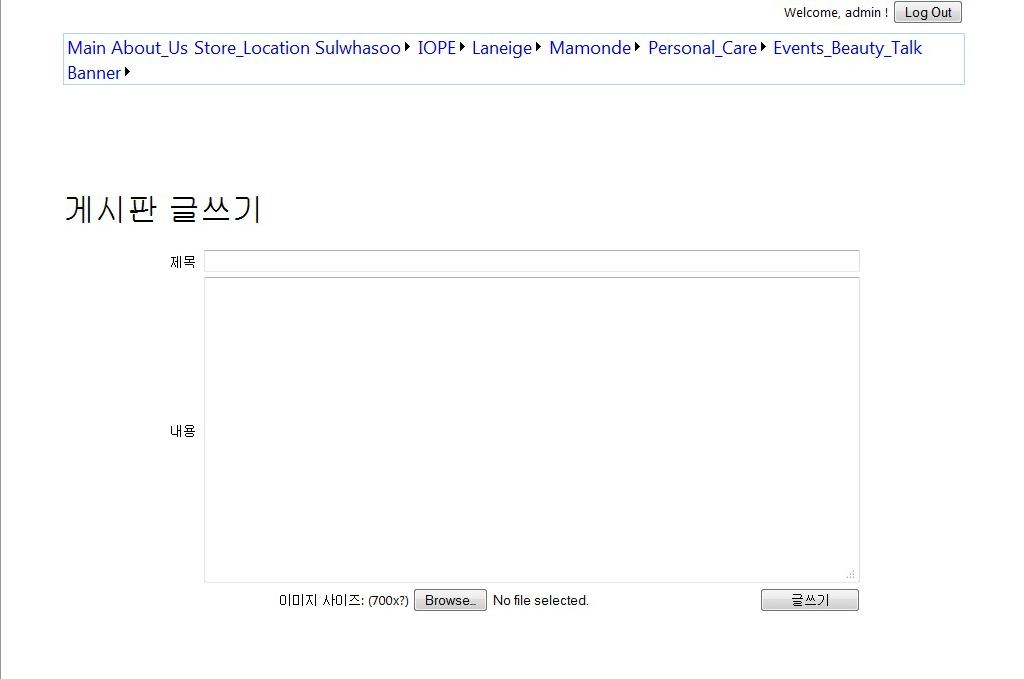 Welcome, admin ! Log Out
Main About_Us Store_Location Sulwhasoo IOPE Laneige Mamonde Personal_Care Events_Beauty_Talk
Banner
게시판 글쓰기
제목
내용
이미지 사이즈: (700x?) Browse... No file selected. 글쓰기